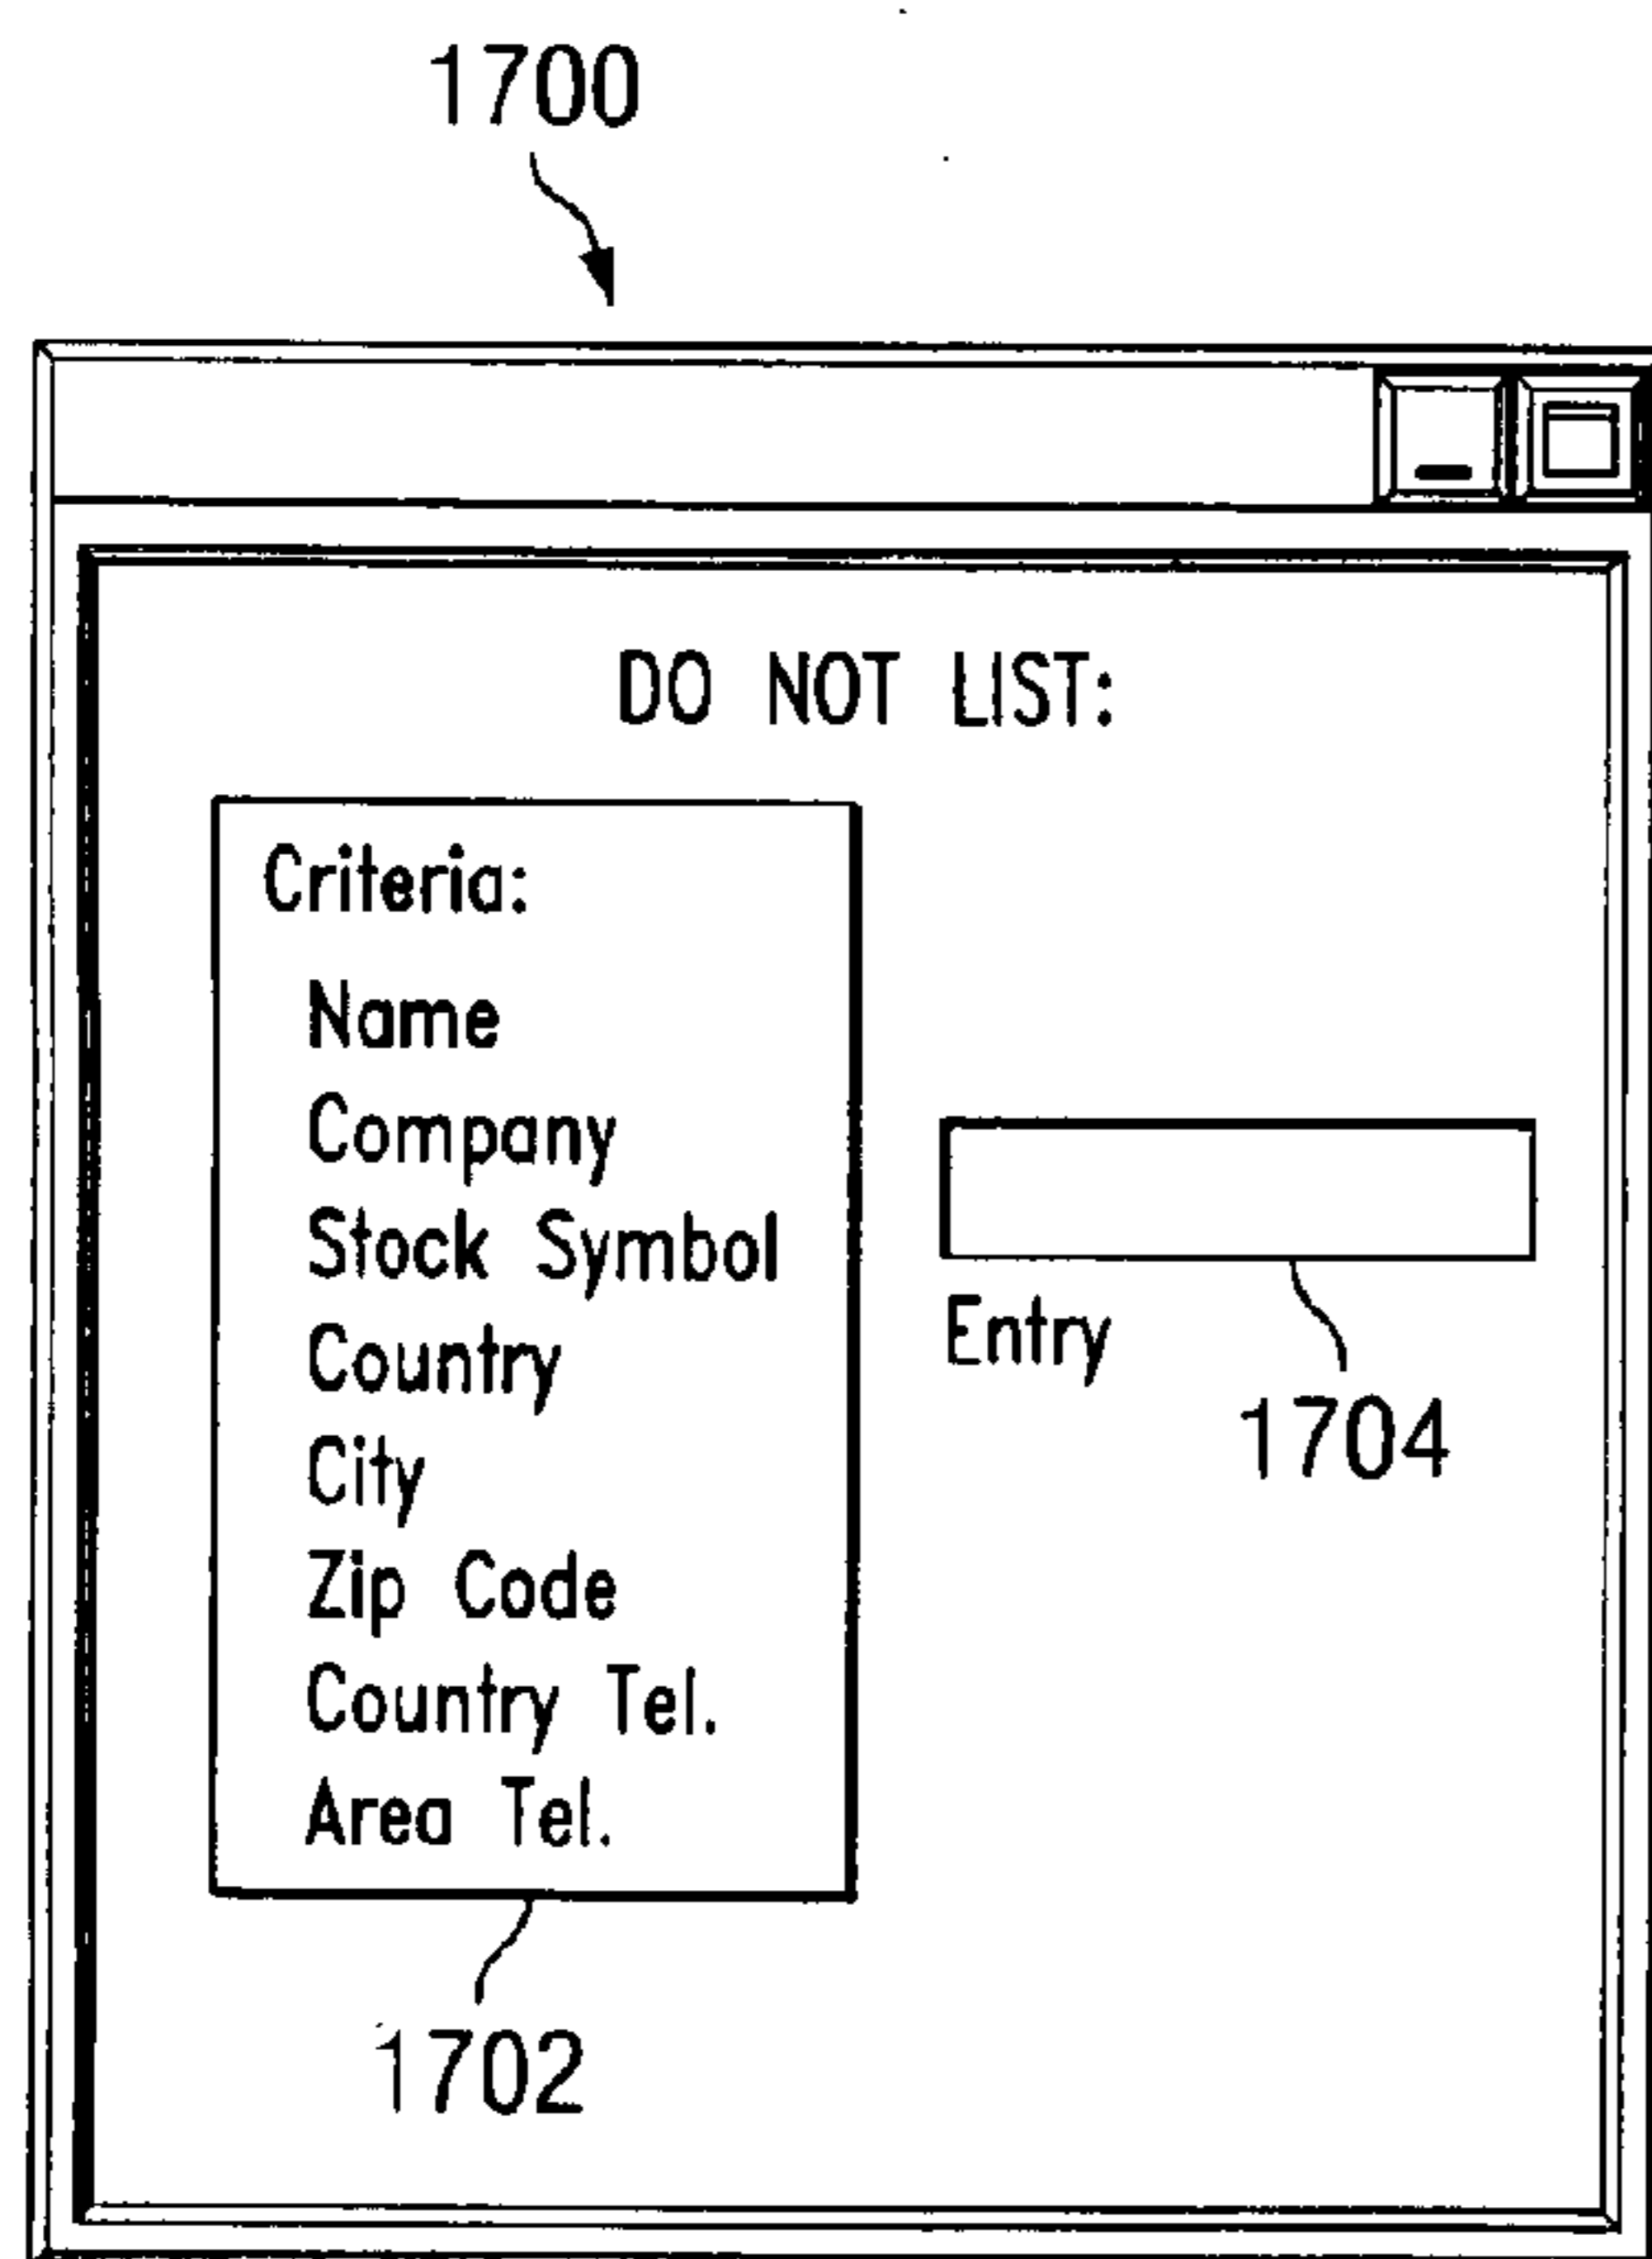 1700
DO NOT LIST:
Criteria:
Name
Company
Stock Symbol
Country
City
Zip Code
Country Tel.
Area Tel.
Entry
1704
1702